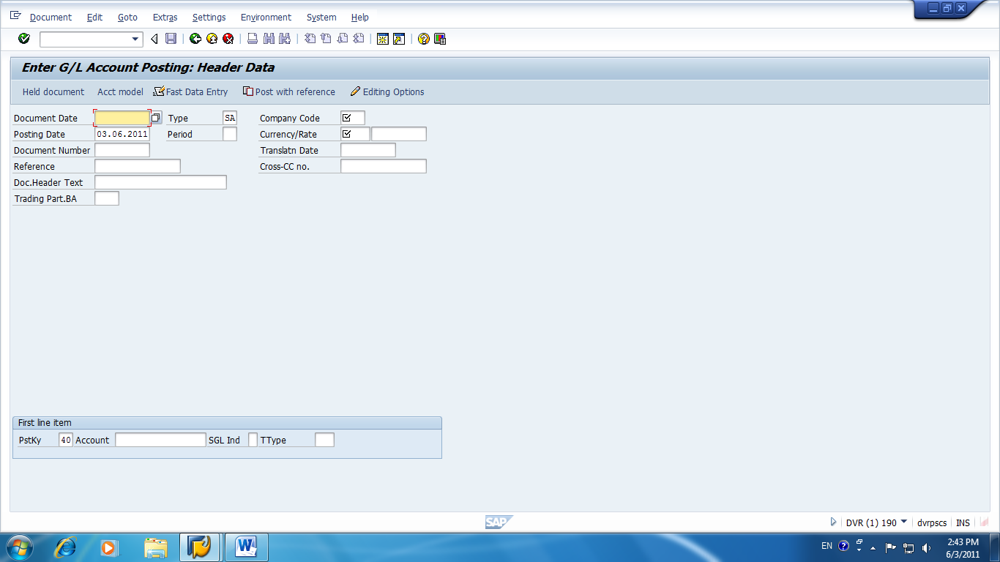 Document Edit Goto Extras Settings Environment System Help
Enter G/L Account Posting: Header Data
Held document Acct model Fast Data Entry Post with reference Editing Options
Document Date Type SA Company Code
Posting Date 03.06.2011 Period Currency/Rate
Document Number Translatn Date
Reference Cross-CC no.
Doc.Header Text
Trading Part.BA
First line item
PstKy 40 Account SGL Ind TType
SAP DVR (1) 190 dvrpscs INS
EN 2:43 PM
6/3/2011